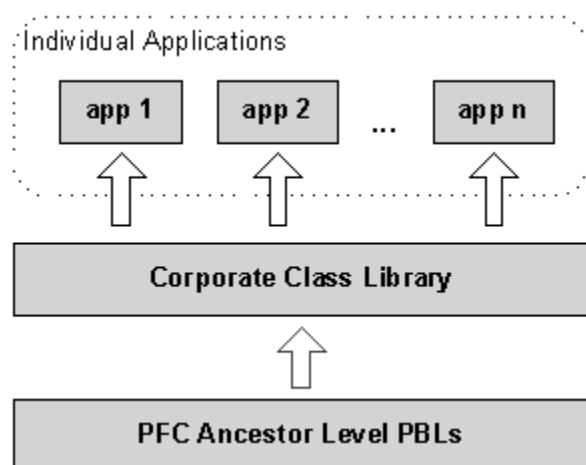 Individual Applications
app 1 app 2 ... app n
Corporate Class Library
PFC Ancestor Level PBLs